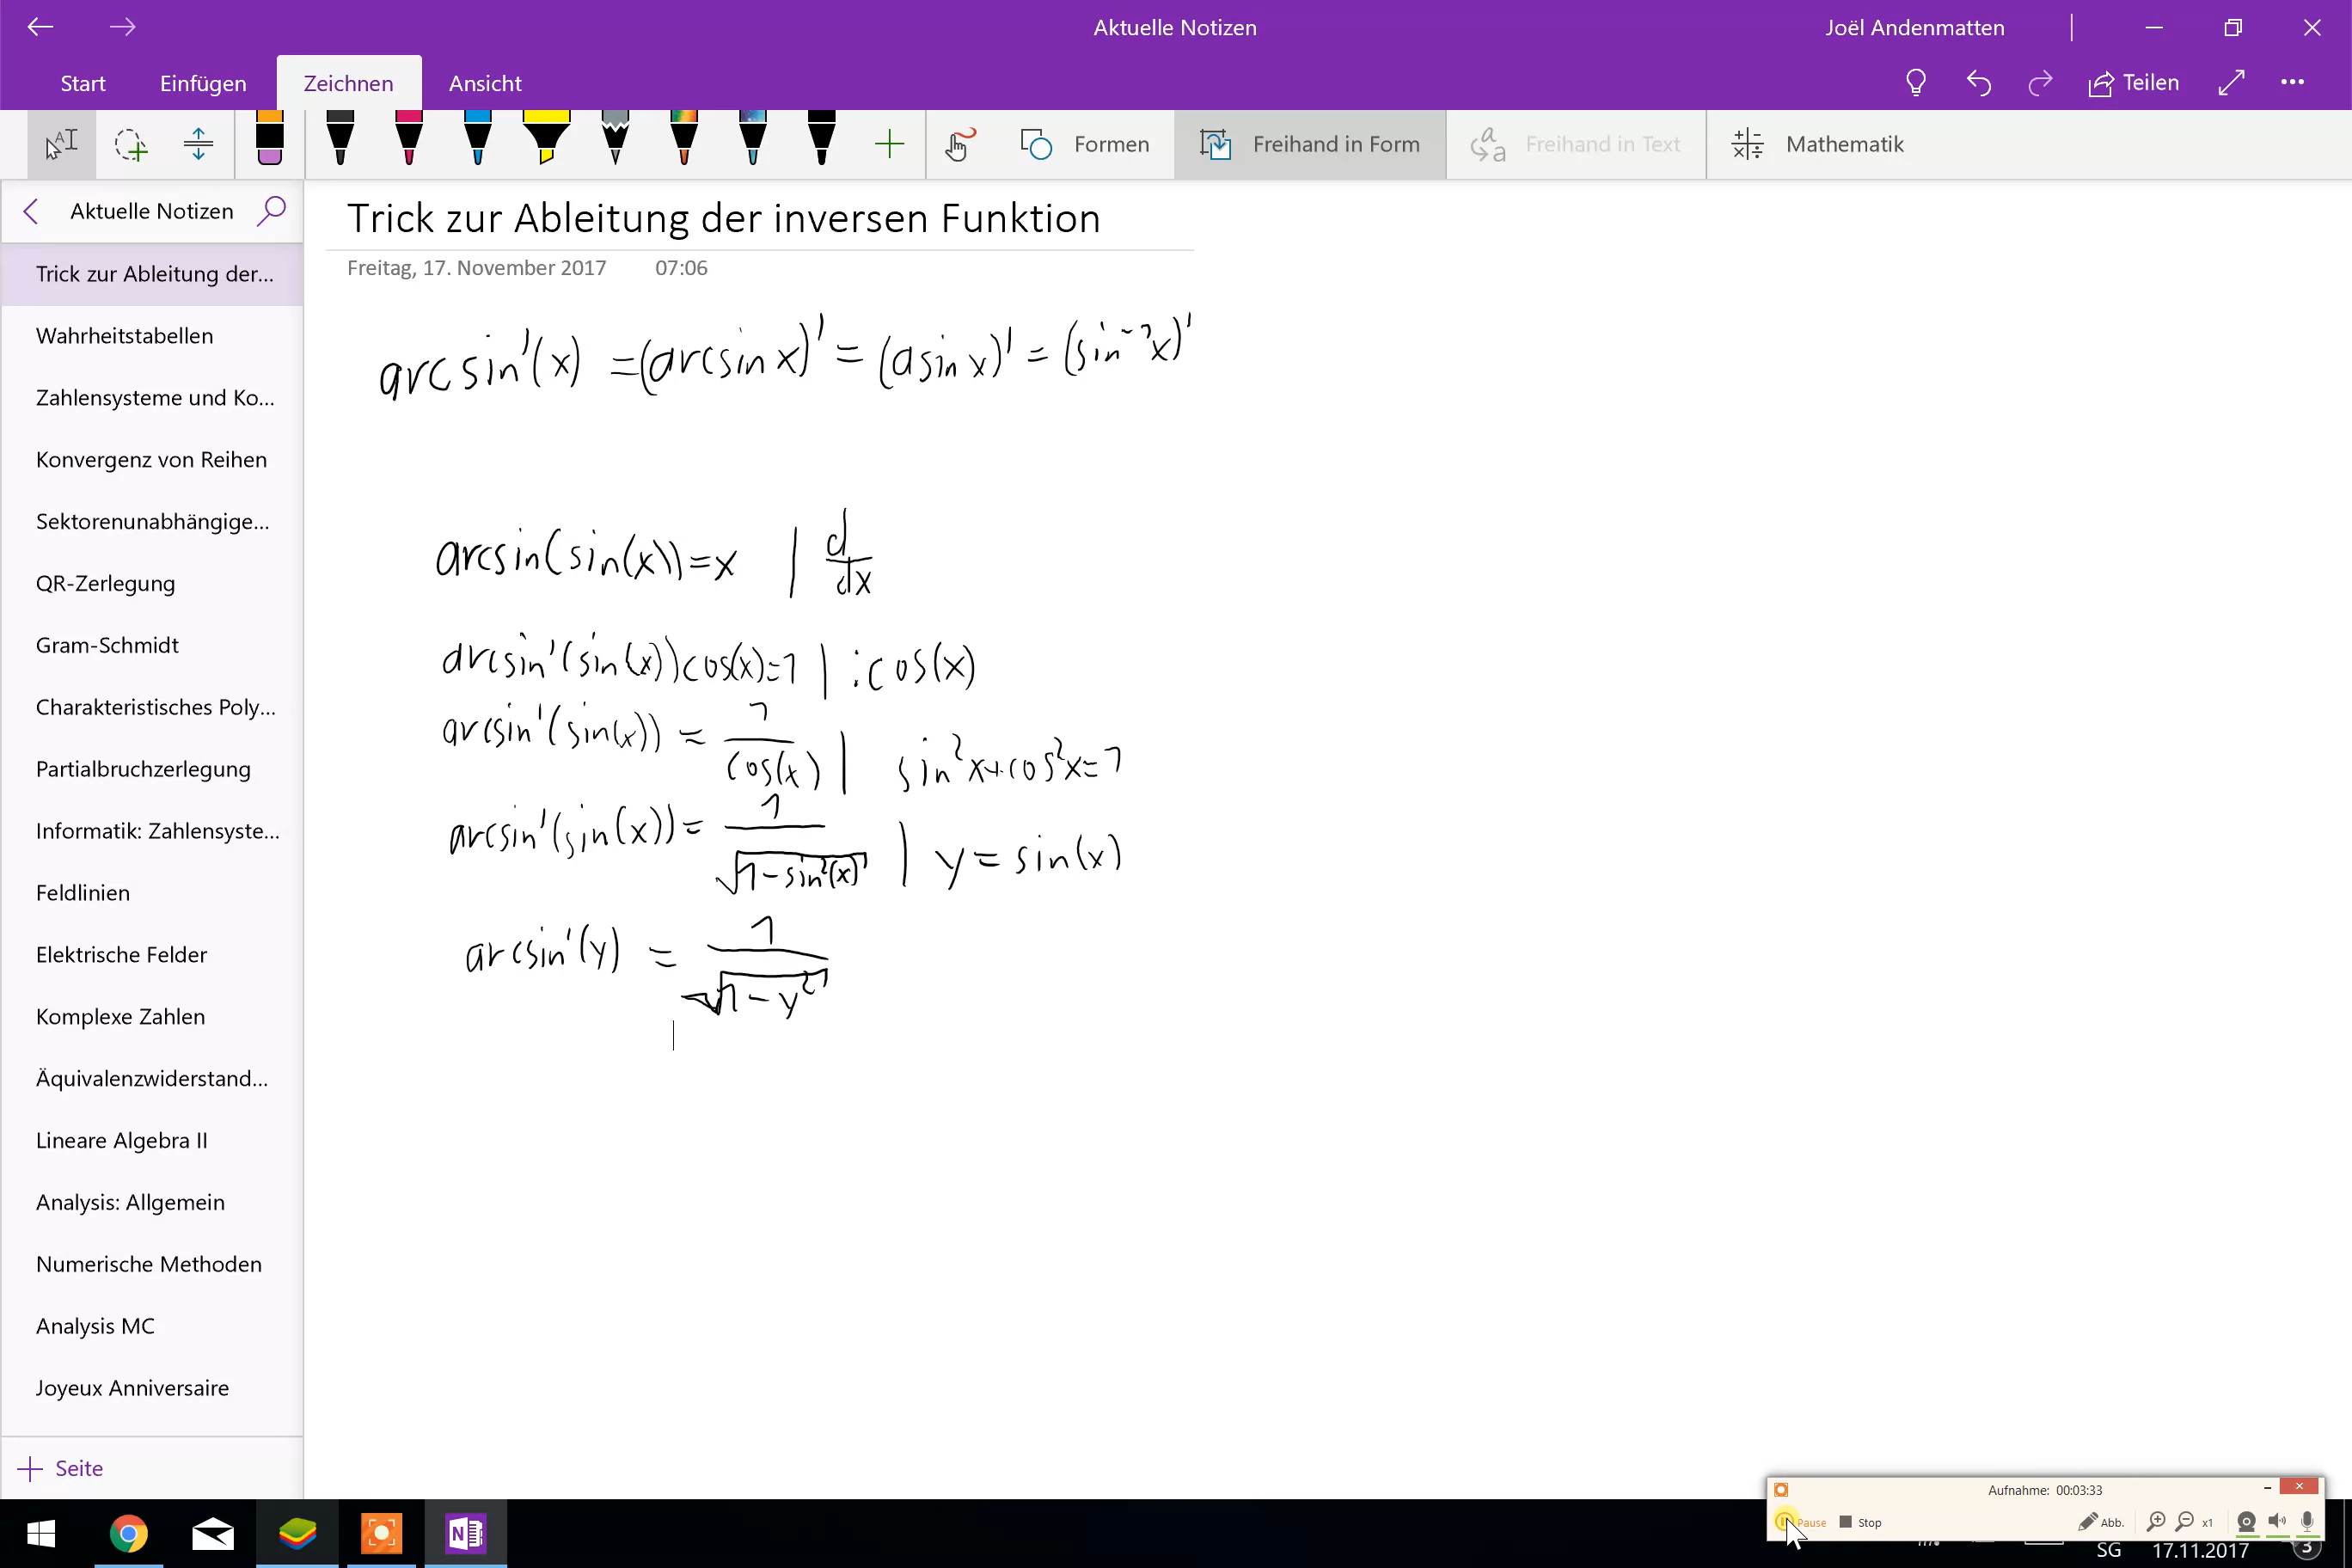 Aktuelle Notizen
Joël Andenmatten
Start Einfügen Zeichnen Ansicht
Teilen
Formen Freihand in Form Freihand in Text Mathematik
Aktuelle Notizen
Trick zur Ableitung der...
Wahrheitstabellen
Zahlensysteme und Ko...
Konvergenz von Reihen
Sektorenunabhängige...
QR-Zerlegung
Gram-Schmidt
Charakteristisches Poly...
Partialbruchzerlegung
Informatik: Zahlensyste...
Feldlinien
Elektrische Felder
Komplexe Zahlen
Äquivalenzwiderstand...
Lineare Algebra II
Analysis: Allgemein
Numerische Methoden
Analysis MC
Joyeux Anniversaire
Seite
Trick zur Ableitung der inversen Funktion
Freitag, 17. November 2017 07:06
arcsin'(x) = (arcsin x)' = (asin x)' = (sin⁻¹x)'
arcsin(sin(x)) = x | d/dx
arcsin'(sin(x)) cos(x) = 1 | :cos(x)
arcsin'(sin(x)) = 1/cos(x) | sin²x + cos²x = 1
arcsin'(sin(x)) = 1/√(1-sin²(x)) | y = sin(x)
arcsin'(y) = 1/√(1-y²)
Aufnahme: 00:03:33
Pause Stop Abb. x1
SG 17.11.2017 3